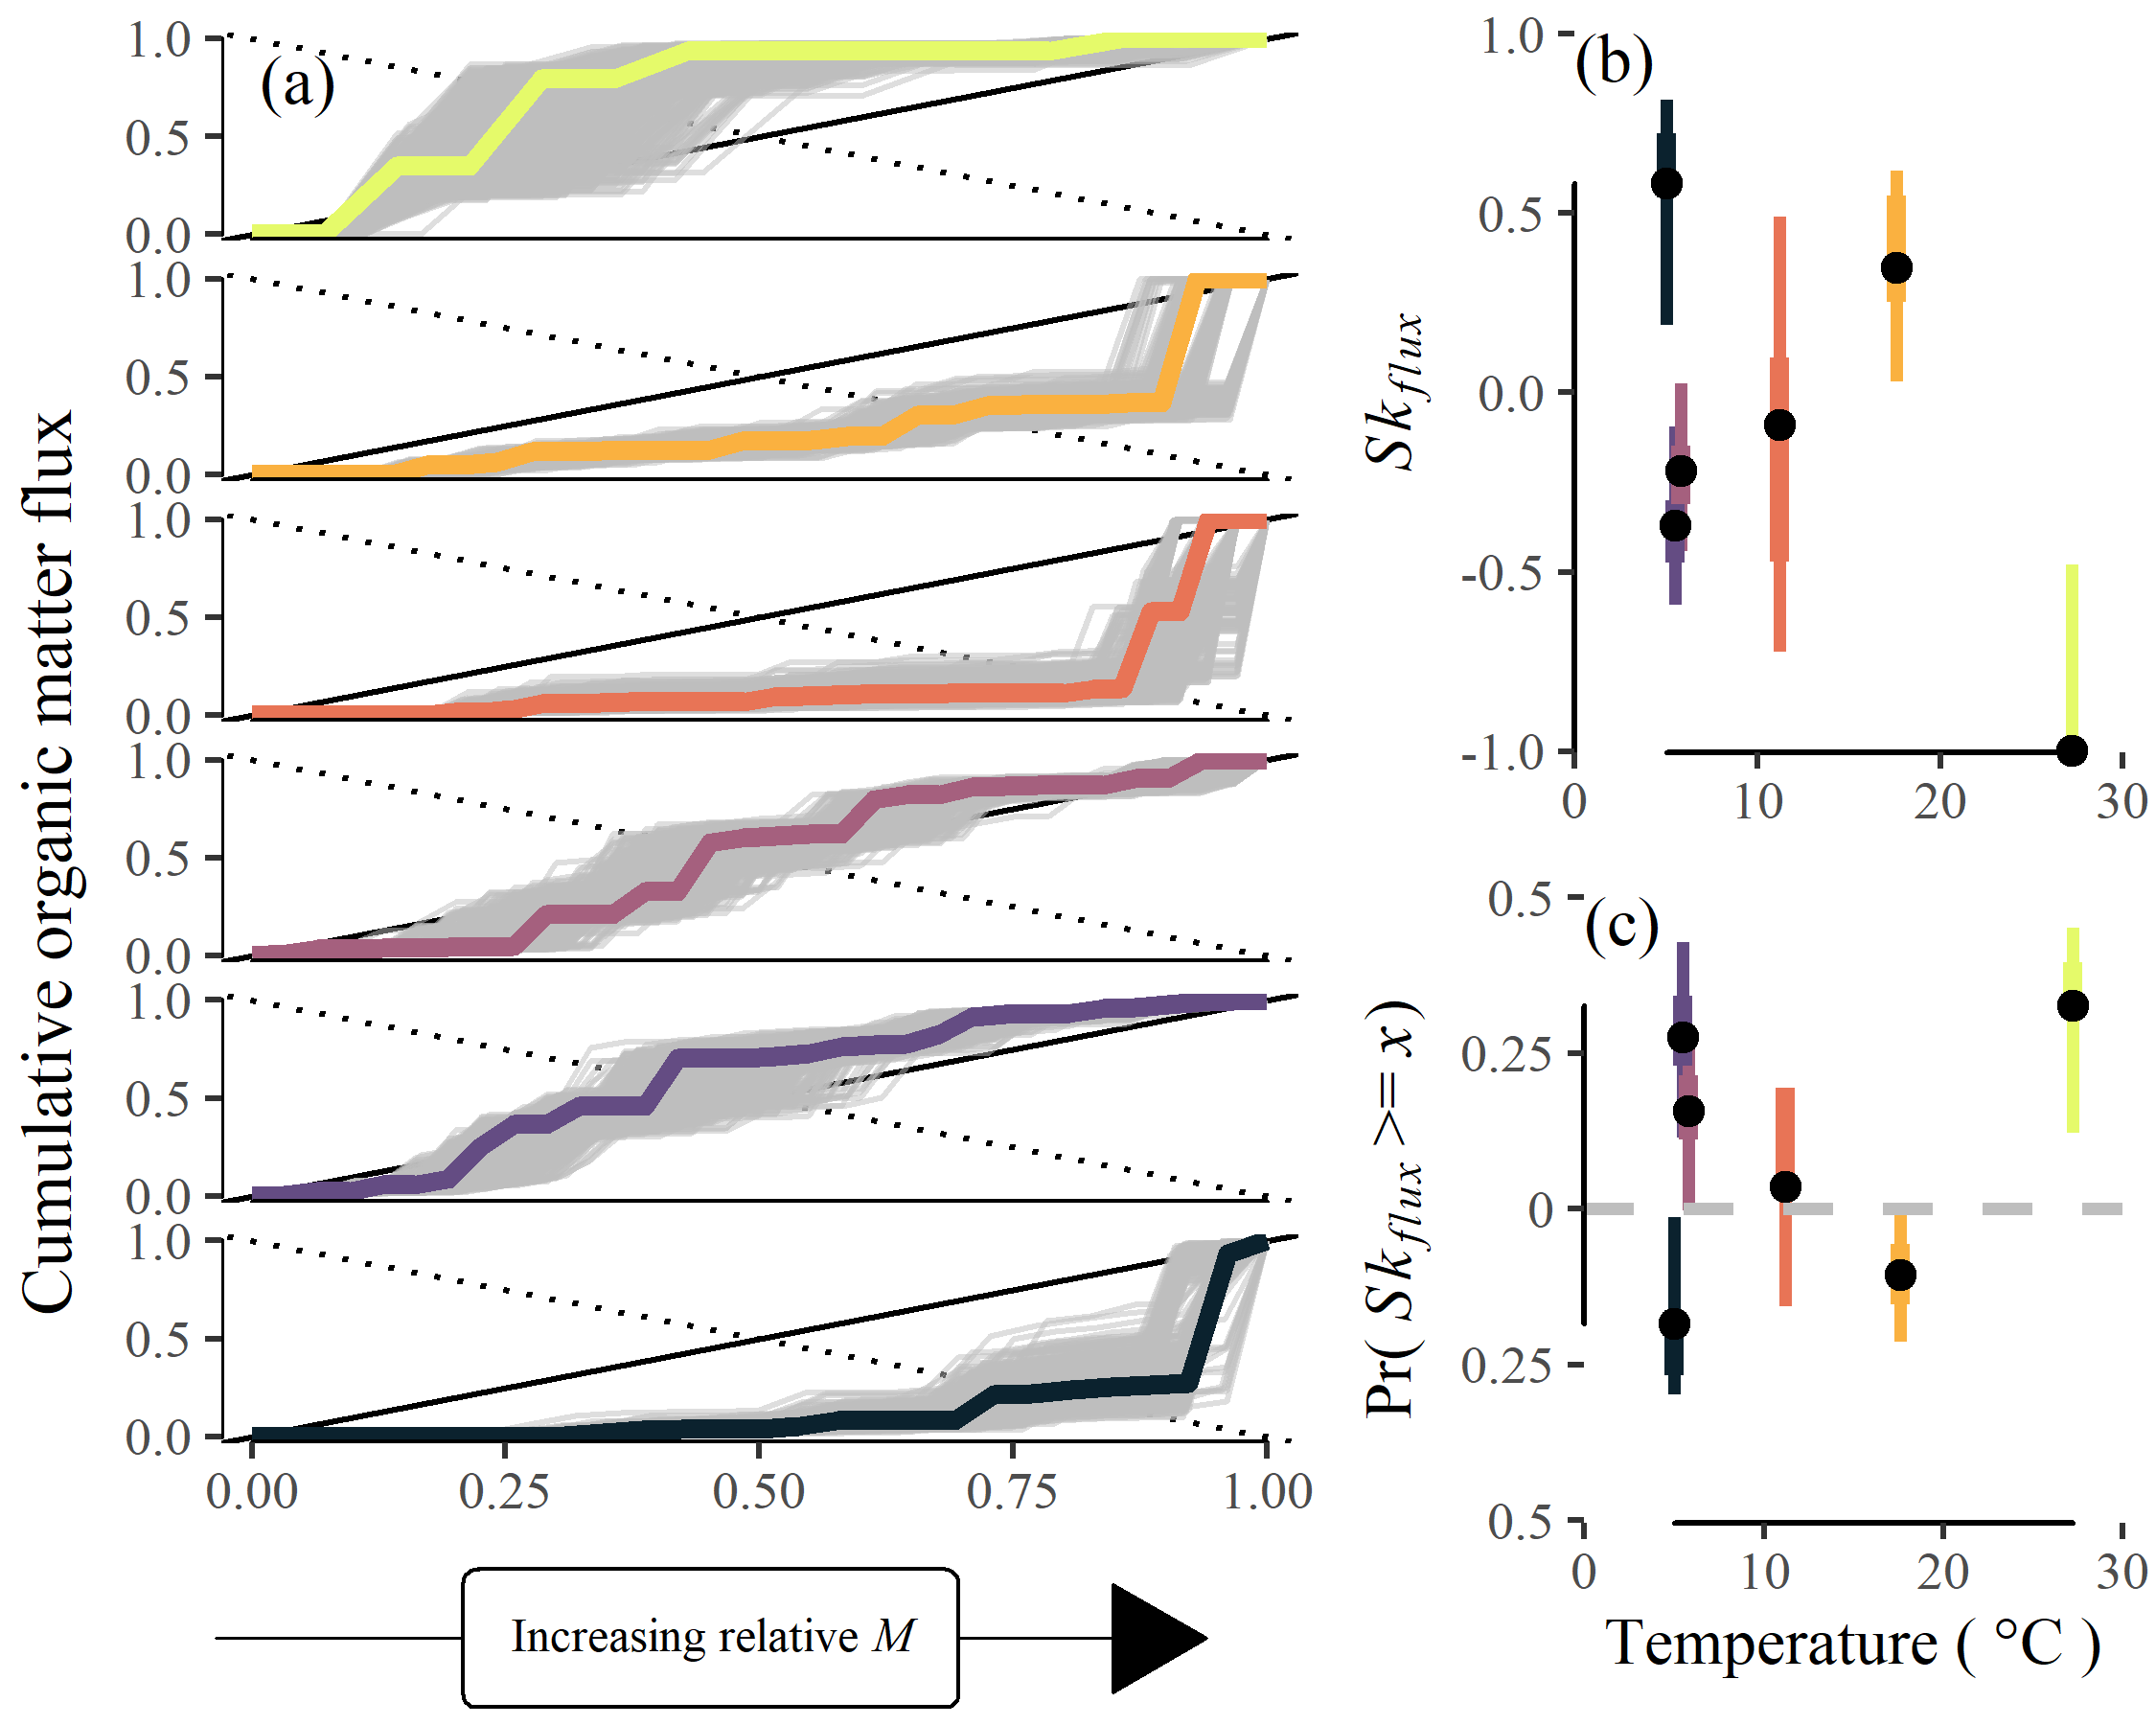 Cumulative organic matter flux
(a)
1.0
0.5
0.0
1.0
0.5
0.0
1.0
0.5
0.0
1.0
0.5
0.0
1.0
0.5
0.0
1.0
0.5
0.0
0.00 0.25 0.50 0.75 1.00
Increasing relative M
(b)
Sk flux
1.0
0.5
0.0
-0.5
-1.0
0 10 20 30
(c)
Pr( Sk flux >= x )
0.5
0.25
0
0.25
0.5
0 10 20 30
Temperature ( °C )